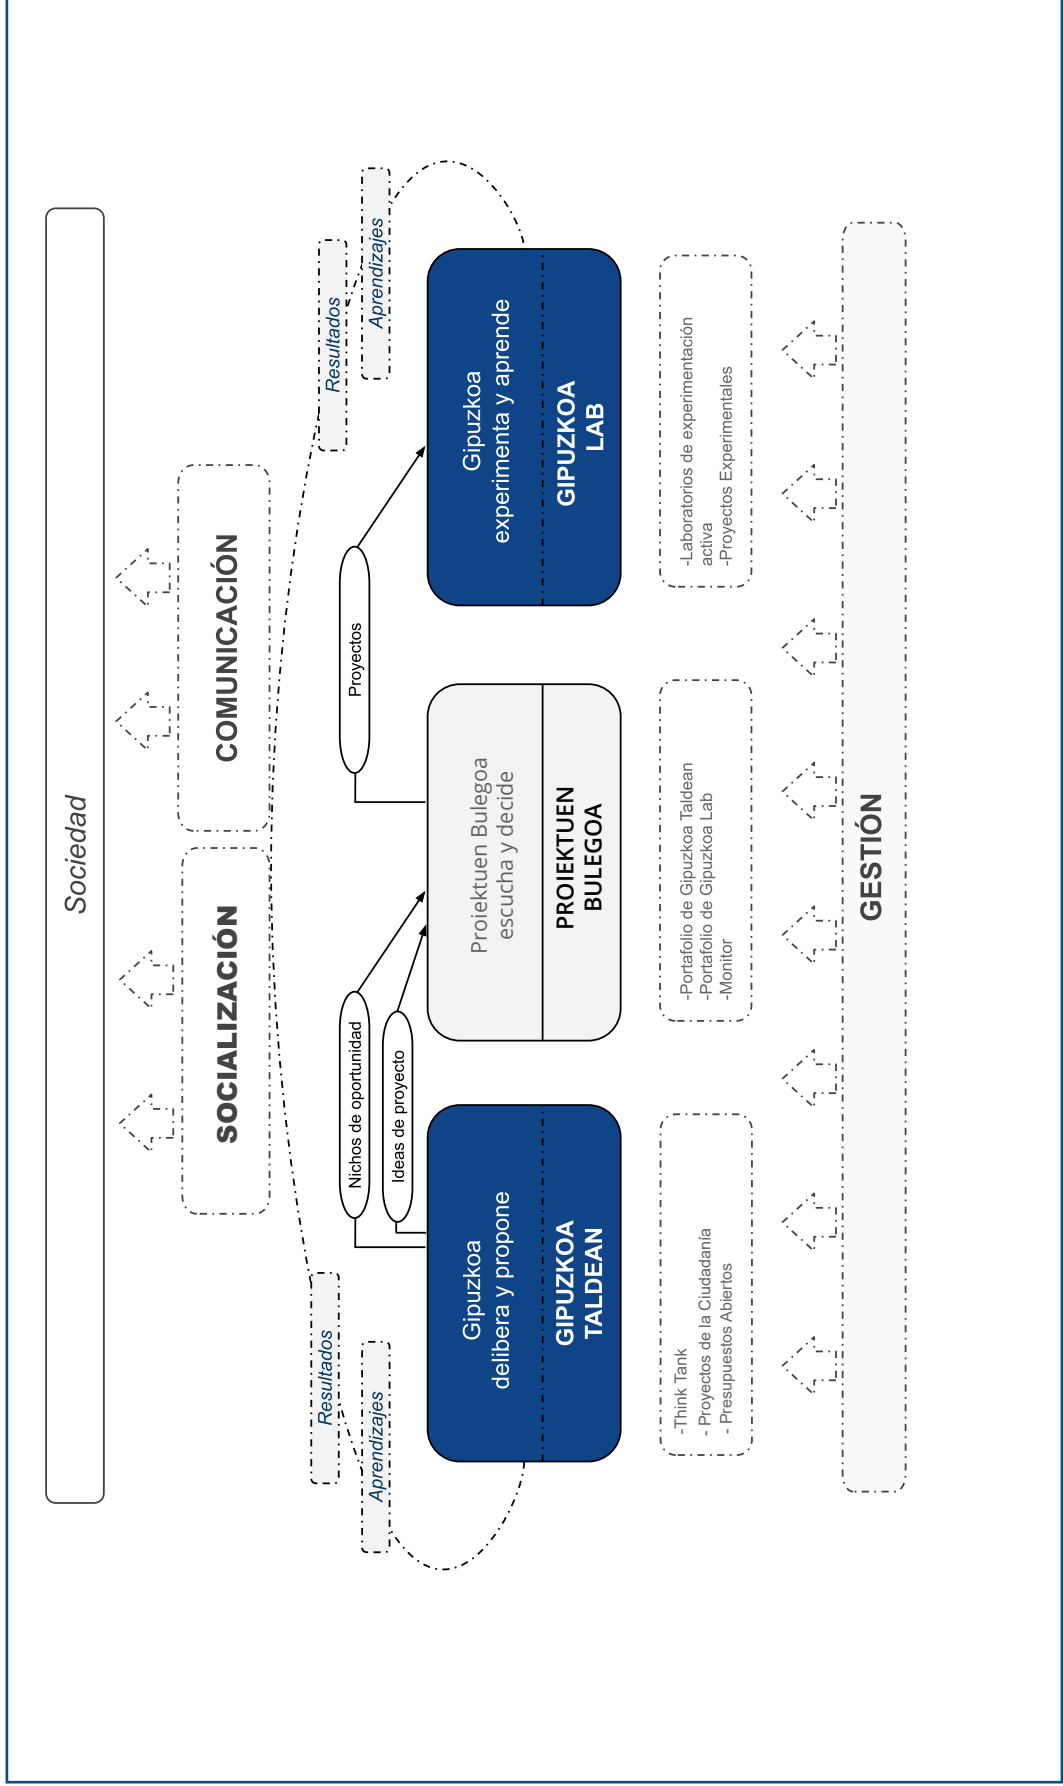 Sociedad
SOCIALIZACIÓN
COMUNICACIÓN
Resultados
Aprendizajes
Resultados
Aprendizajes
Nichos de oportunidad
Ideas de proyecto
Proyectos
Gipuzkoa
delibera y propone
GIPUZKOA
TALDEAN
Proiektuen Bulegoa
escucha y decide
PROIEKTUEN
BULEGOA
Gipuzkoa
experimenta y aprende
GIPUZKOA
LAB
-Think Tank
- Proyectos de la Ciudadanía
- Presupuestos Abiertos
-Portafolio de Gipuzkoa Taldean
-Portafolio de Gipuzkoa Lab
-Monitor
-Laboratorios de experimentación
activa
-Proyectos Experimentales
GESTIÓN